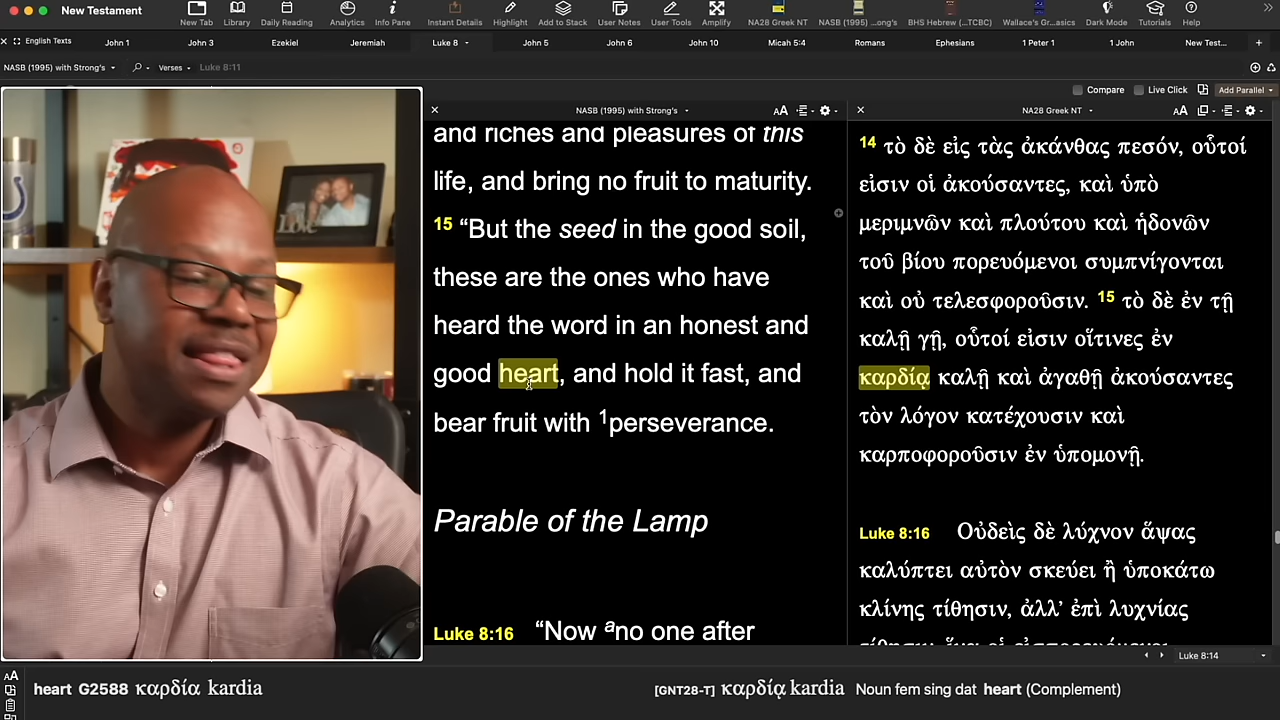 New Testament
New Tab
Library
Daily Reading
Analytics
Info Pane
Instant Details
Highlight
Add to Stack
User Notes
User Tools
Amplify
NA28 Greek NT
NASB (1995) ...ong's
BHS Hebrew (...TCBC)
Wallace's Gr...asics
Dark Mode
Tutorials
Help
English Texts
John 1
John 3
Ezekiel
Jeremiah
Luke 8
John 5
John 6
John 10
Micah 5:4
Romans
Ephesians
1 Peter 1
1 John
New Test...
NASB (1995) with Strong's
Verses
Luke 8:11
Compare
Live Click
Add Parallel
NASB (1995) with Strong's
and riches and pleasures of this
life, and bring no fruit to maturity.
15 “But the seed in the good soil,
these are the ones who have
heard the word in an honest and
good heart, and hold it fast, and
bear fruit with 1perseverance.
Parable of the Lamp
Luke 8:16 “Now a no one after
NA28 Greek NT
14 τὸ δὲ εἰς τὰς ἀκάνθας πεσόν, οὗτοί
εἰσιν οἱ ἀκούσαντες, καὶ ὑπὸ
μεριμνῶν καὶ πλούτου καὶ ἡδονῶν
τοῦ βίου πορευόμενοι συμπνίγονται
καὶ οὐ τελεσφοροῦσιν. 15 τὸ δὲ ἐν τῇ
καλῇ γῇ, οὗτοί εἰσιν οἵτινες ἐν
καρδίᾳ καλῇ καὶ ἀγαθῇ ἀκούσαντες
τὸν λόγον κατέχουσιν καὶ
καρποφοροῦσιν ἐν ὑπομονῇ.
Luke 8:16 Οὐδεὶς δὲ λύχνον ἅψας
καλύπτει αὐτὸν σκεύει ἢ ὑποκάτω
κλίνης τίθησιν, ἀλλ’ ἐπὶ λυχνίας
Luke 8:14
heart G2588 καρδία kardia
[GNT28-T] καρδίᾳ kardia Noun fem sing dat heart (Complement)
Love